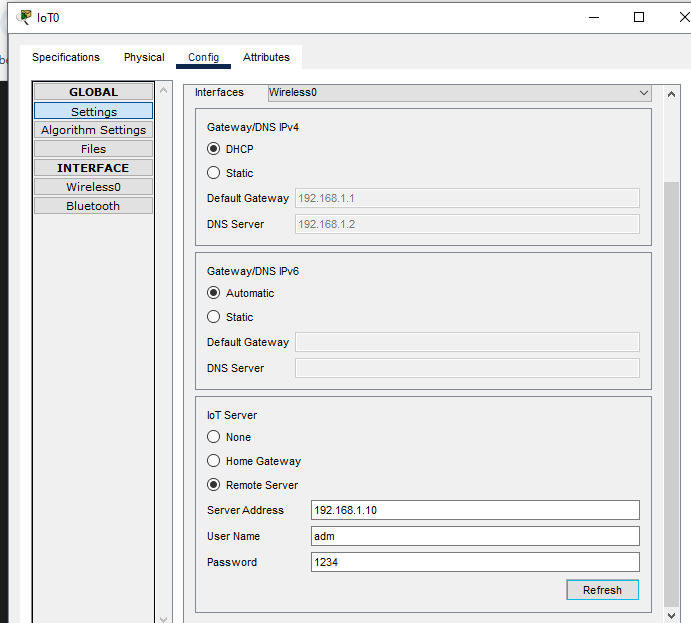 IoT0
Specifications Physical Config Attributes
GLOBAL
Settings
Algorithm Settings
Files
INTERFACE
Wireless0
Bluetooth
Interfaces Wireless0
Gateway/DNS IPv4
DHCP
Static
Default Gateway 192.168.1.1
DNS Server 192.168.1.2
Gateway/DNS IPv6
Automatic
Static
Default Gateway
DNS Server
IoT Server
None
Home Gateway
Remote Server
Server Address 192.168.1.10
User Name adm
Password 1234
Refresh